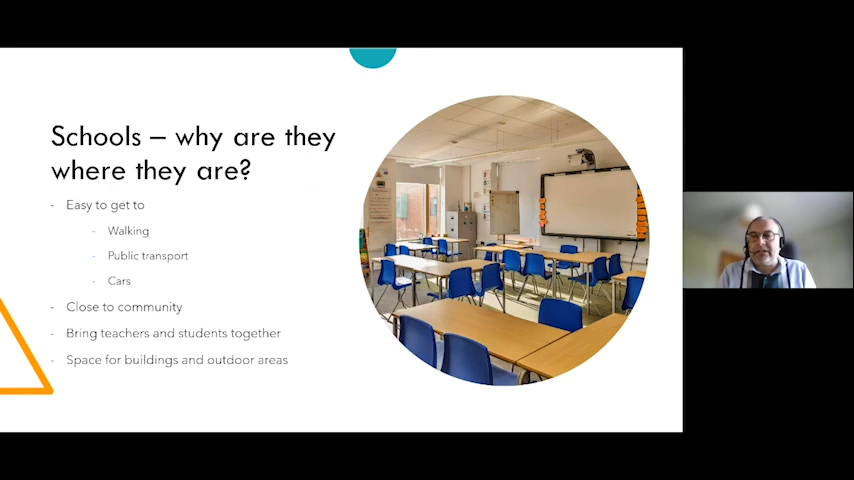 Schools – why are they
where they are?
- Easy to get to
- Walking
- Public transport
- Cars
- Close to community
- Bring teachers and students together
- Space for buildings and outdoor areas